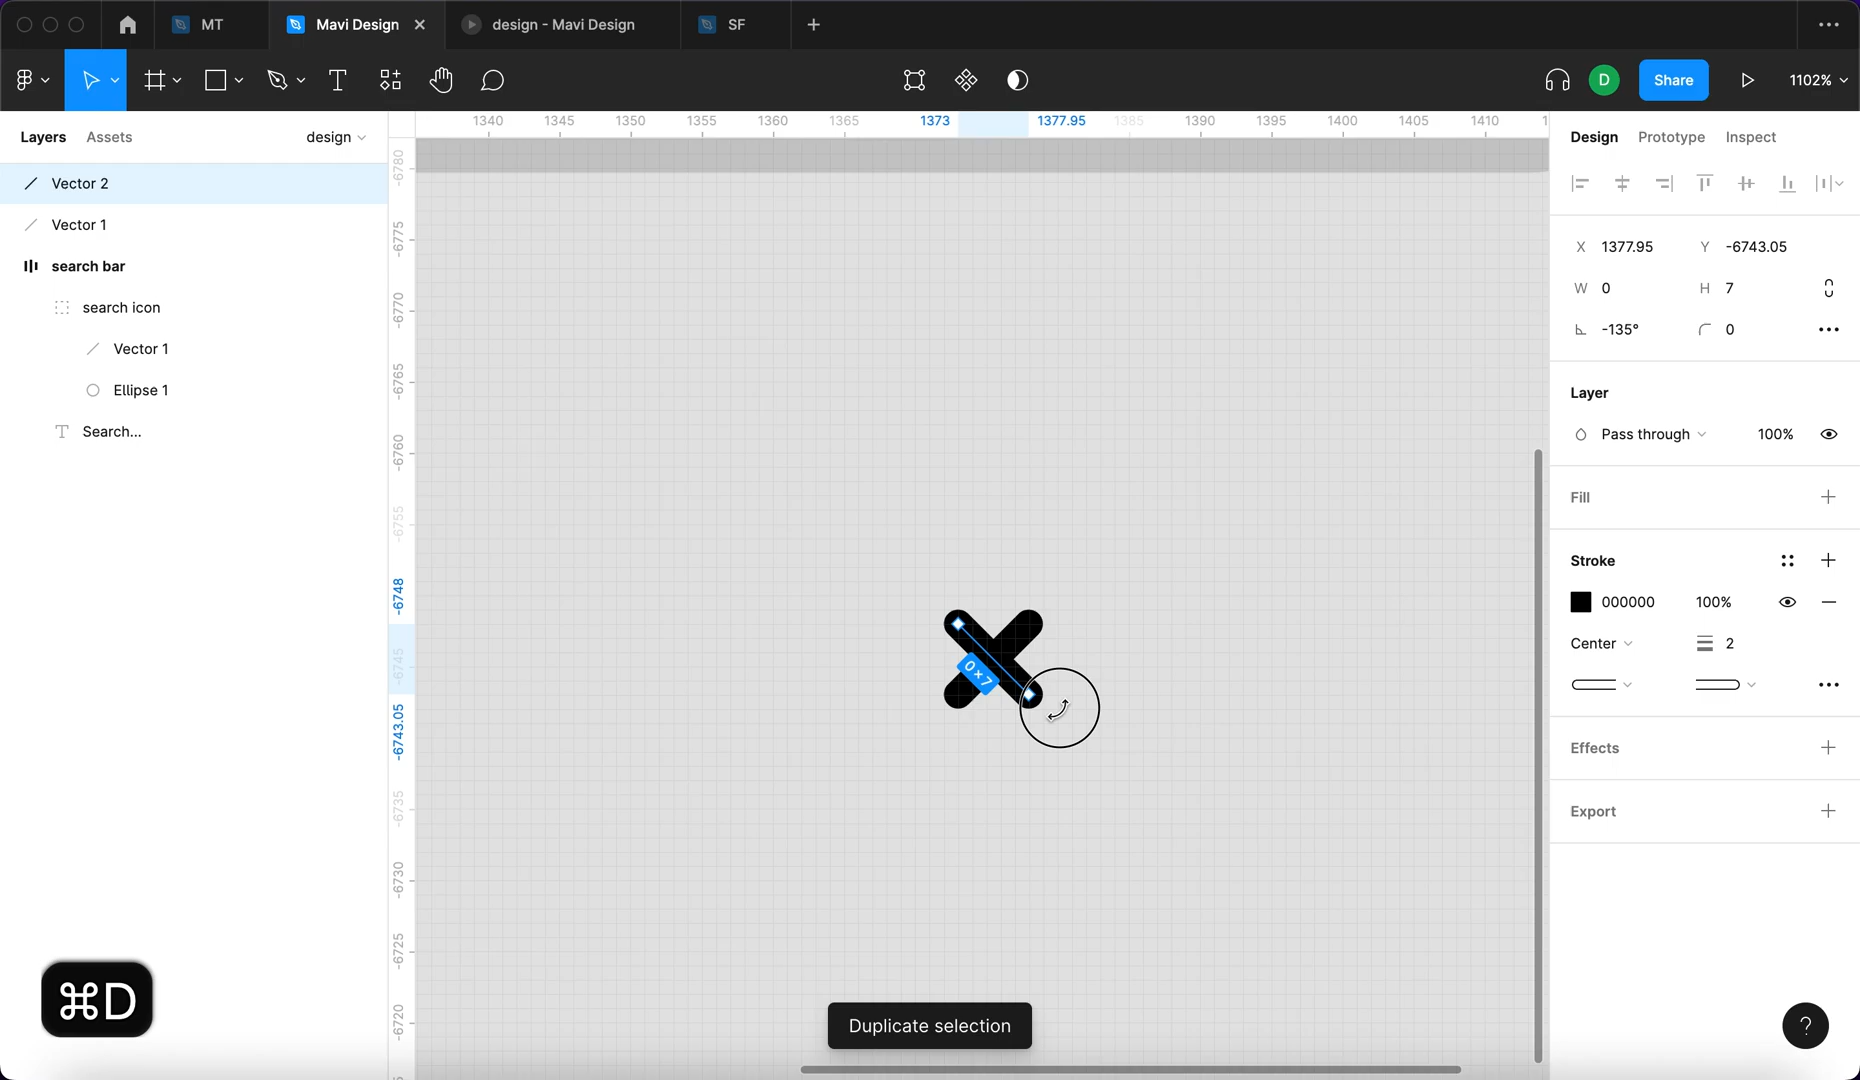 MT
Mavi Design
design - Mavi Design
SF
D
Share
1102%
Layers
Assets
design
Vector 2
Vector 1
search bar
search icon
Vector 1
Ellipse 1
Search...
1340
1345
1350
1355
1360
1365
1373
1377.95
1385
1390
1395
1400
1405
1410
1
-6780
-6775
-6770
-6765
-6760
-6755
-6748
-6745
-6743.05
-6735
-6730
-6725
-6720
0 × 7
Design
Prototype
Inspect
X 1377.95
Y -6743.05
W 0
H 7
-135°
0
Layer
Pass through
100%
Fill
Stroke
000000
100%
Center
2
Effects
Export
⌘D
Duplicate selection
?